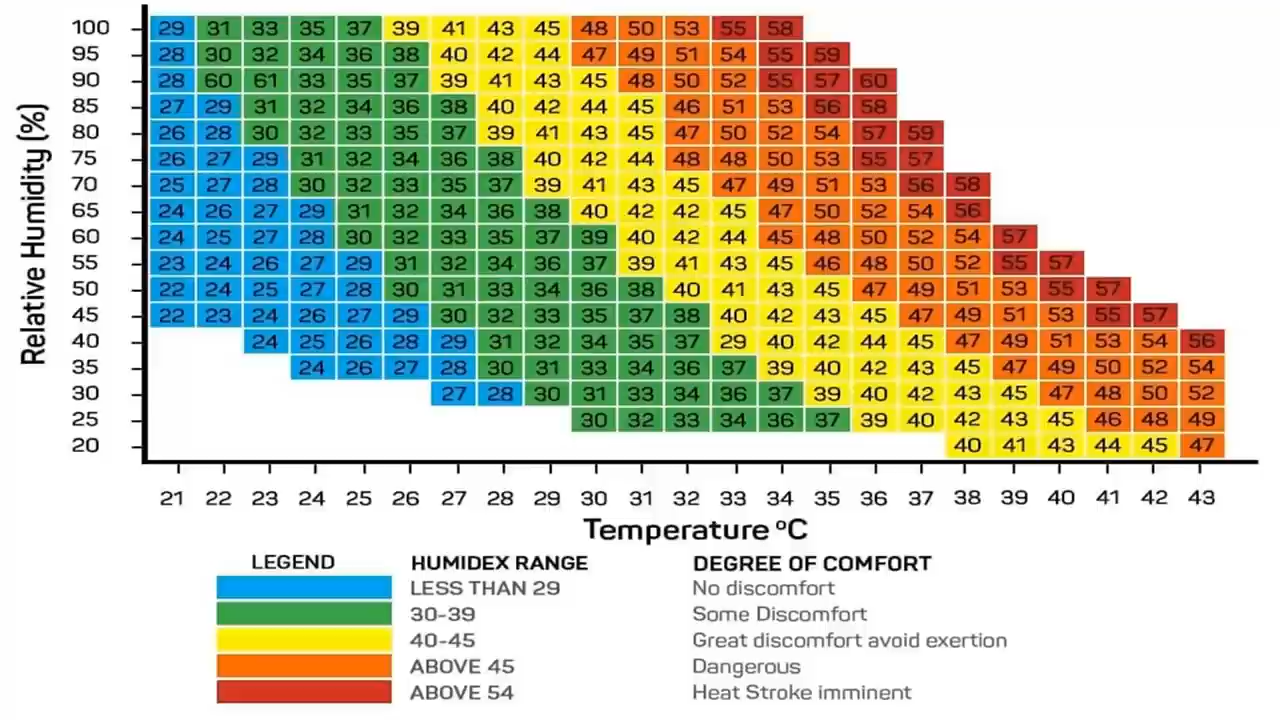 100 29 31 33 35 37 39 41 43 45 48 50 53 55 58
95 28 30 32 34 36 38 40 42 44 47 49 51 54 55 59
90 28 60 61 33 35 37 39 41 43 45 48 50 52 55 57 60
85 27 29 31 32 34 36 38 40 42 44 45 46 51 53 56 58
80 26 28 30 32 33 35 37 39 41 43 45 47 50 52 54 57 59
75 26 27 29 31 32 34 36 38 40 42 44 48 48 50 53 55 57
70 25 27 28 30 32 33 35 37 39 41 43 45 47 49 51 53 56 58
65 24 26 27 29 31 32 34 36 38 40 42 42 45 47 50 52 54 56
60 24 25 27 28 30 32 33 35 37 39 40 42 44 45 48 50 52 54 57
55 23 24 26 27 29 31 32 34 36 37 39 41 43 45 46 48 50 52 55 57
50 22 24 25 27 28 30 31 33 34 36 38 40 41 43 45 47 49 51 53 55 57
45 22 23 24 26 27 29 30 32 33 35 37 38 40 42 43 45 47 49 51 53 55 57
40 24 25 26 28 29 31 32 34 35 37 29 40 42 44 45 47 49 51 53 54 56
35 24 26 27 28 30 31 33 34 36 37 39 40 42 43 45 47 49 50 52 54
30 27 28 30 31 33 34 36 37 39 40 42 43 45 47 48 50 52
25 30 32 33 34 36 37 39 40 42 43 45 46 48 49
20 40 41 43 44 45 47
Relative Humidity (%)
21 22 23 24 25 26 27 28 29 30 31 32 33 34 35 36 37 38 39 40 41 42 43
Temperature ºC
LEGEND HUMIDEX RANGE DEGREE OF COMFORT
LESS THAN 29 No discomfort
30-39 Some Discomfort
40-45 Great discomfort avoid exertion
ABOVE 45 Dangerous
ABOVE 54 Heat Stroke imminent